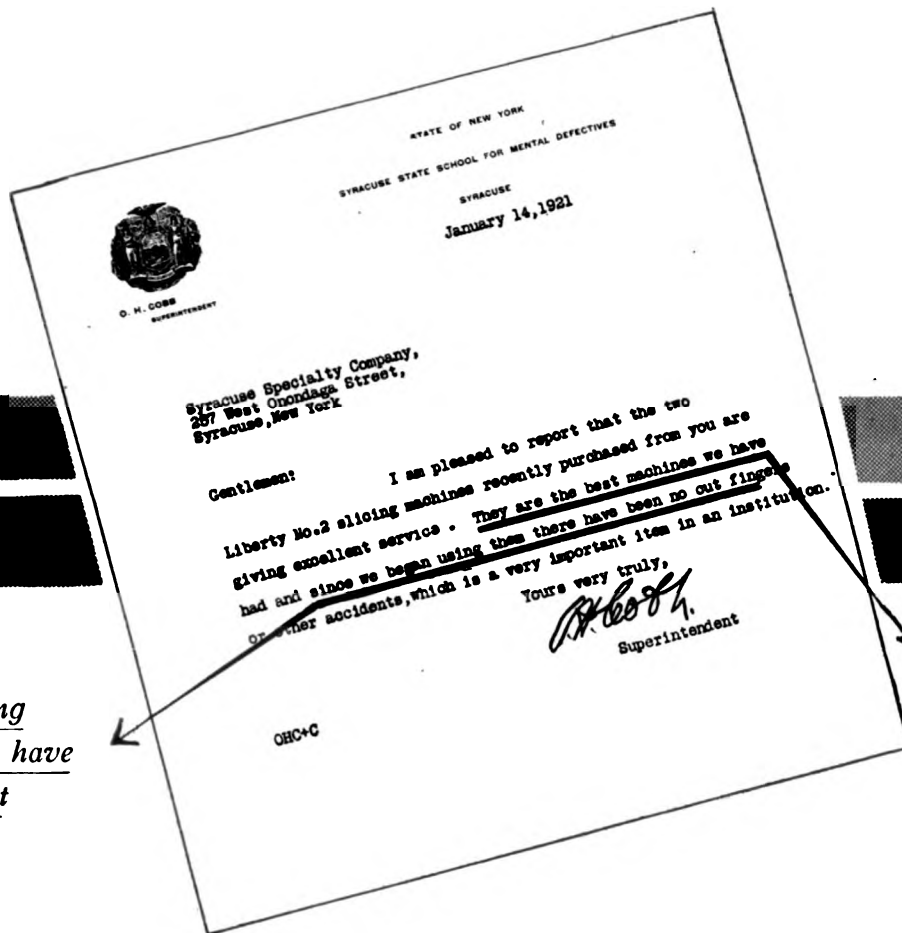 STATE OF NEW YORK
SYRACUSE STATE SCHOOL FOR MENTAL DEFECTIVES
SYRACUSE
January 14,1921
O. H. COBB
SUPERINTENDENT
Syracuse Specialty Company,
257 West Onondaga Street,
Syracuse,New York
Gentlemen:
I am pleased to report that the two
Liberty No.2 slicing machines recently purchased from you are
giving excellent service . They are the best machines we have
had and since we began using them there have been no cut fingers
or other accidents,which is a very important item in an institution.
Yours very truly,
Superintendent
OHC+C
have